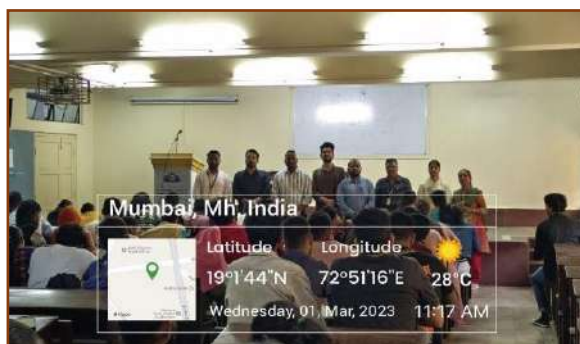 Mumbai, Mh, India
Latitude Longitude
19°1'44"N 72°51'16"E 28°C
Wednesday, 01, Mar, 2023 11:17 AM